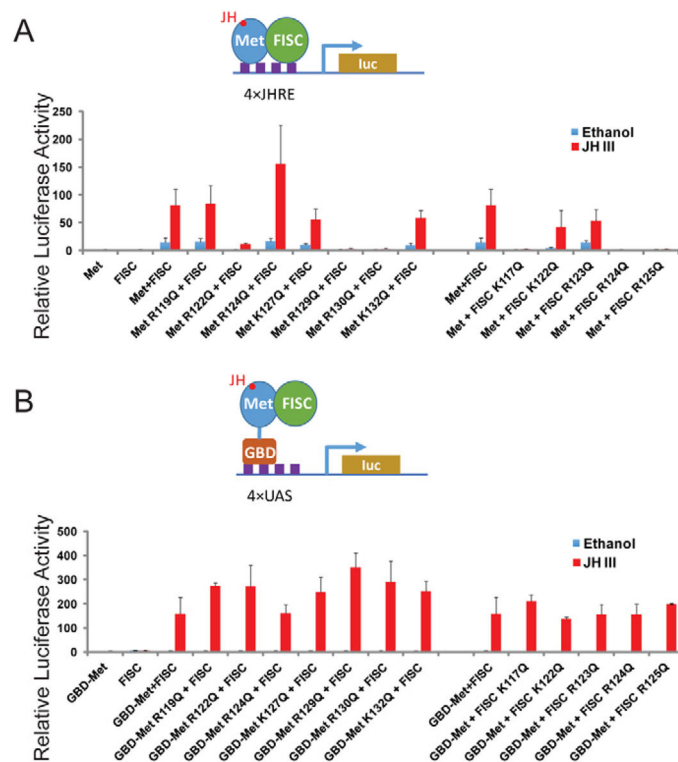 A
JH
Met FISC
luc
4×JHRE
Relative Luciferase Activity
250
200
150
100
50
0
Ethanol
JH III
Met
FISC
Met+FISC
Met R119Q + FISC
Met R122Q + FISC
Met R124Q + FISC
Met K127Q + FISC
Met R129Q + FISC
Met R130Q + FISC
Met K132Q + FISC
Met+FISC
Met + FISC K117Q
Met + FISC K122Q
Met + FISC R123Q
Met + FISC R124Q
Met + FISC R125Q
B
JH
Met FISC
GBD
luc
4×UAS
Relative Luciferase Activity
500
400
300
200
100
0
Ethanol
JH III
GBD-Met
FISC
GBD-Met+FISC
GBD-Met R119Q + FISC
GBD-Met R122Q + FISC
GBD-Met R124Q + FISC
GBD-Met K127Q + FISC
GBD-Met R129Q + FISC
GBD-Met R130Q + FISC
GBD-Met K132Q + FISC
GBD-Met+FISC
GBD-Met + FISC K117Q
GBD-Met + FISC K122Q
GBD-Met + FISC R123Q
GBD-Met + FISC R124Q
GBD-Met + FISC R125Q